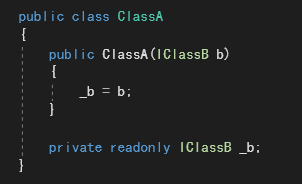 public class ClassA
{
    public ClassA(IClassB b)
    {
        _b = b;
    }

    private readonly IClassB _b;
}